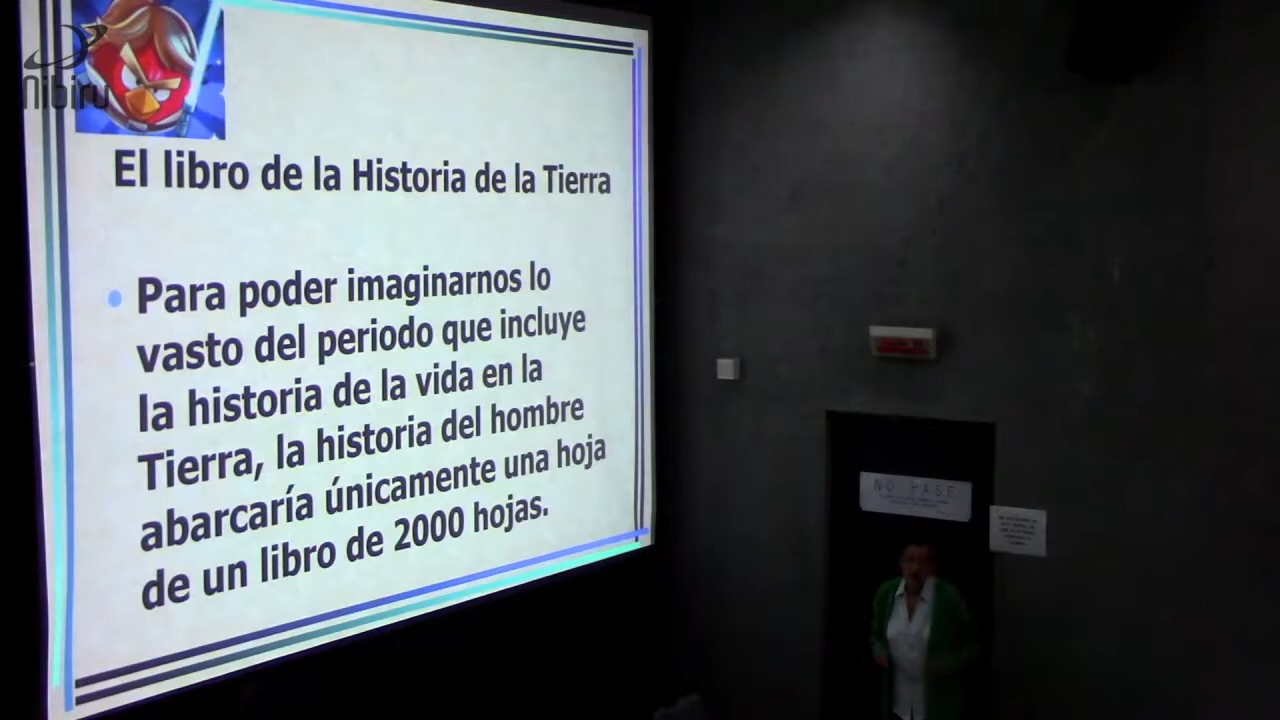 Nibiru
El libro de la Historia de la Tierra
• Para poder imaginarnos lo
vasto del periodo que incluye
la historia de la vida en la
Tierra, la historia del hombre
abarcaría únicamente una hoja
de un libro de 2000 hojas.
NO PASE